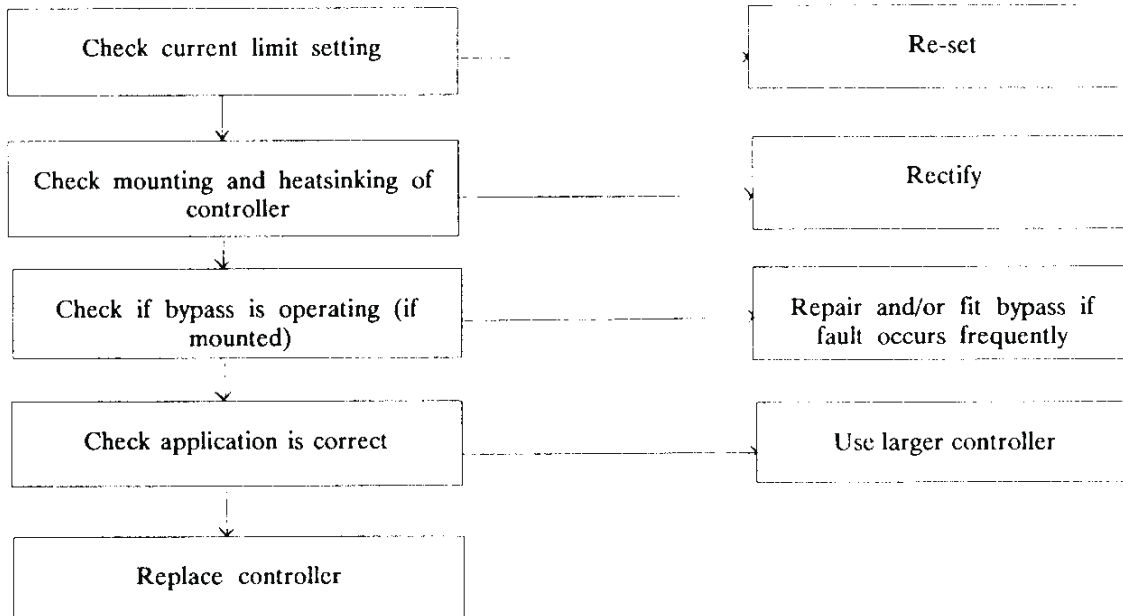 Check current limit setting
Re-set
Check mounting and heatsinking of
controller
Rectify
Check if bypass is operating (if
mounted)
Repair and/or fit bypass if
fault occurs frequently
Check application is correct
Use larger controller
Replace controller